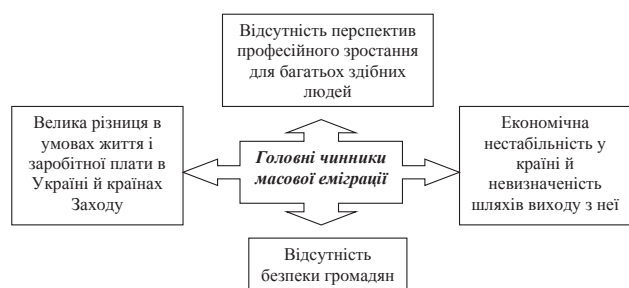 Відсутність перспектив
професійного зростання
для багатьох здібних
людей
Велика різниця в
умовах життя і
заробітної плати в
Україні й країнах
Заходу
Головні чинники
масової еміграції
Економічна
нестабільність у
країні й
невизначеність
шляхів виходу з неї
Відсутність
безпеки громадян